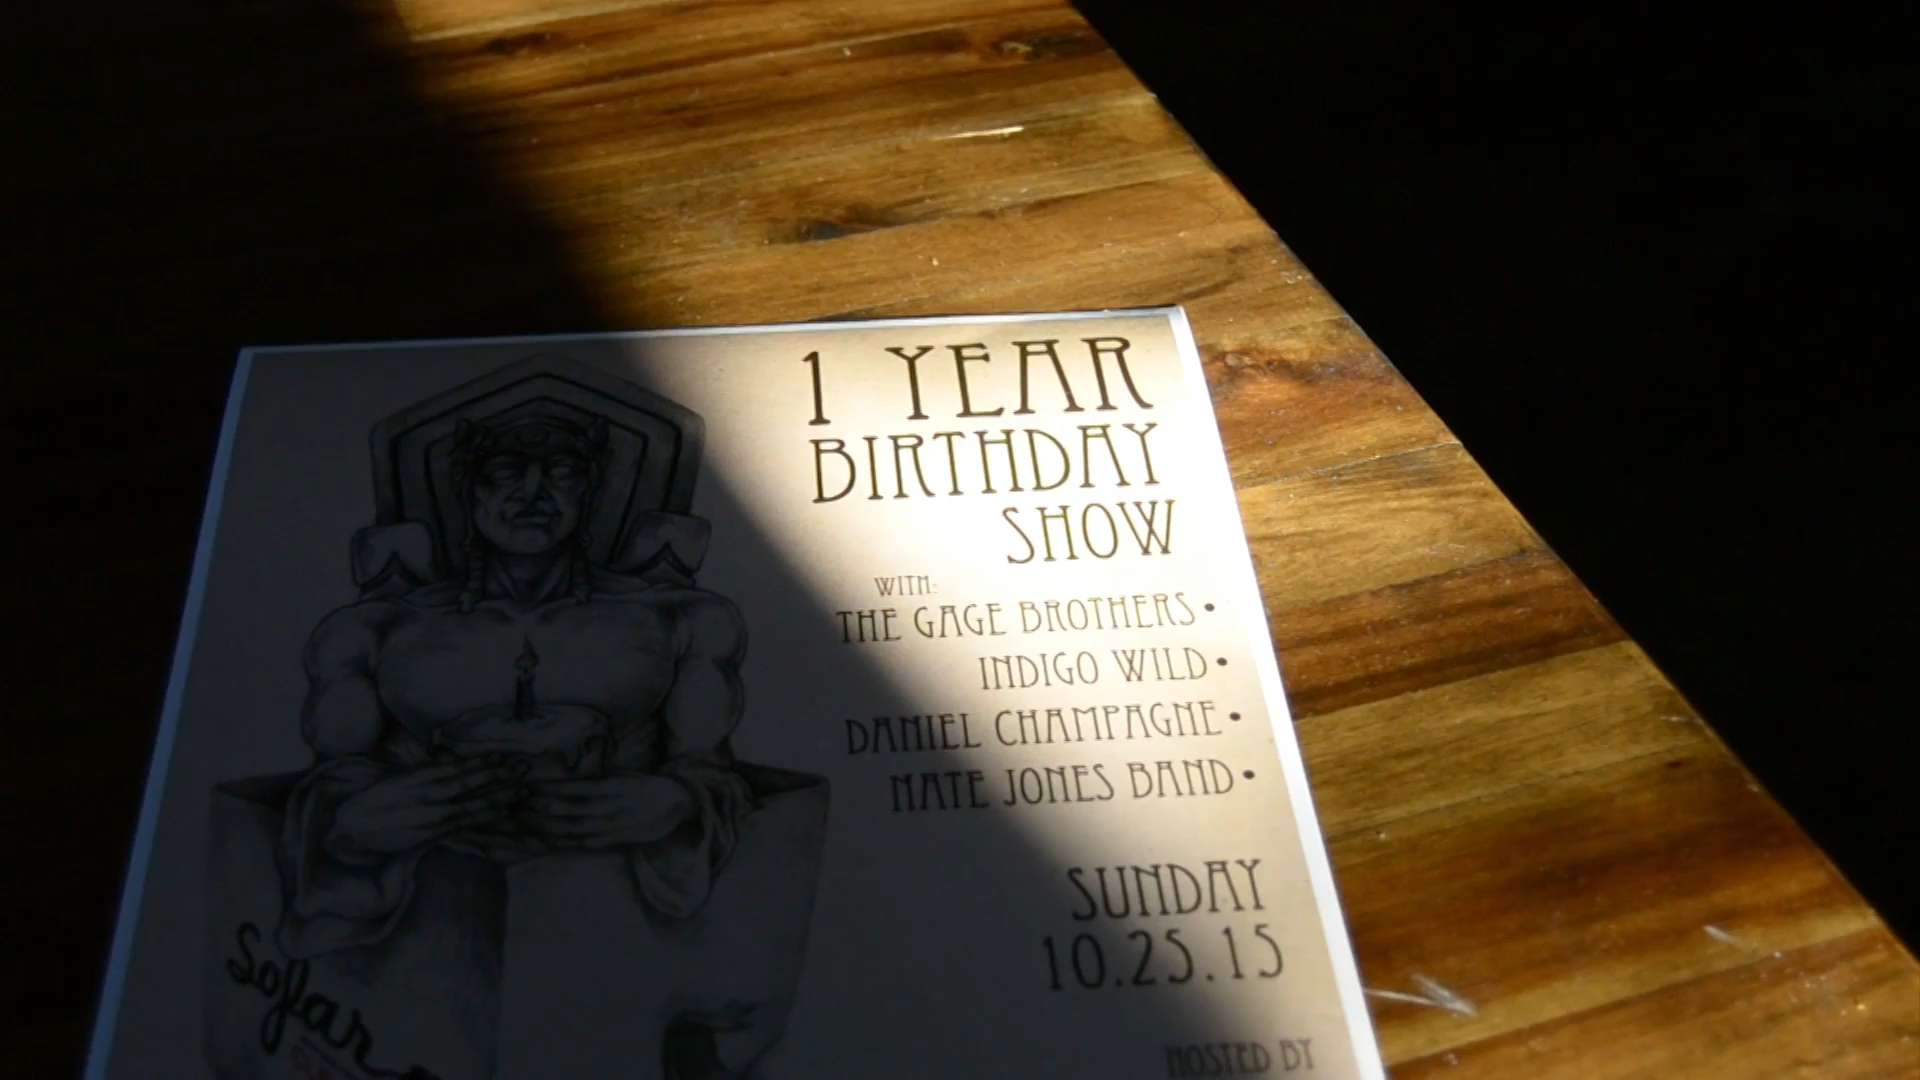 1 YEAR
BIRTHDAY
SHOW
WITH:
THE GAGE BROTHERS •
INDIGO WILD •
DANIEL CHAMPAGNE •
NATE JONES BAND •
SUNDAY
10.25.15
Sofar
HOSTED BY